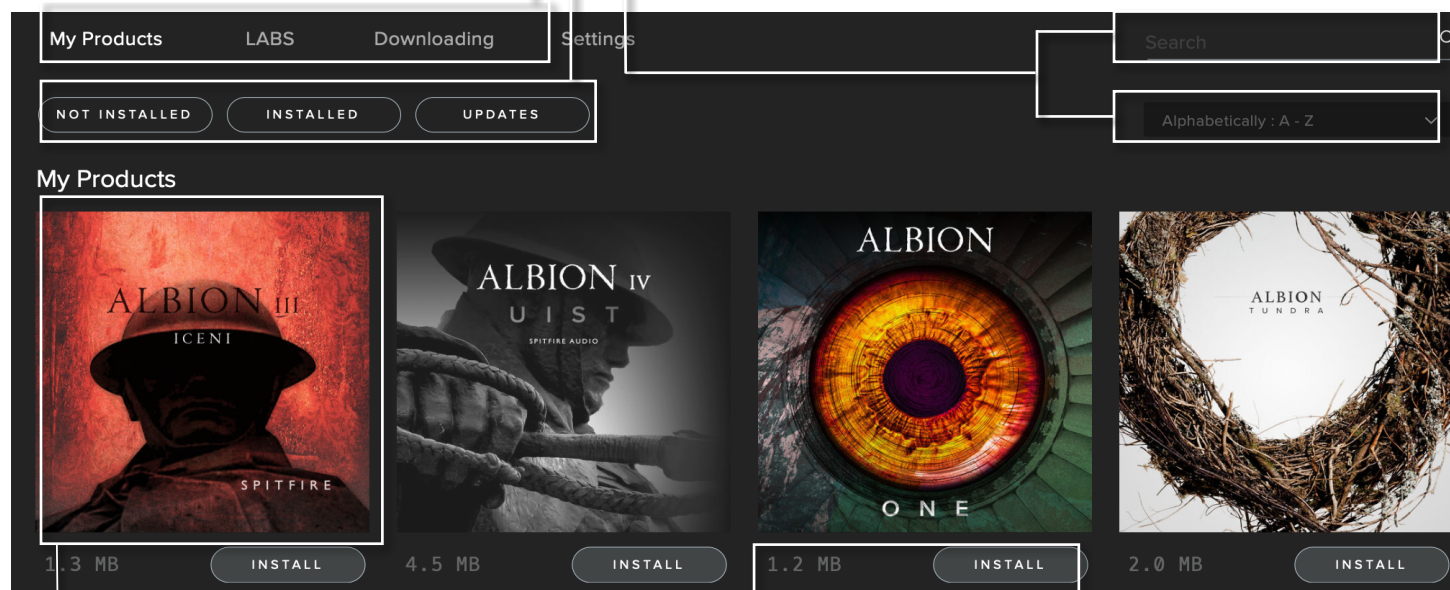 My Products LABS Downloading Settings Search
NOT INSTALLED INSTALLED UPDATES Alphabetically : A - Z
My Products
ALBION III
ICENI
SPITFIRE
ALBION IV
UIST
SPITFIRE AUDIO
ALBION
ONE
ALBION
TUNDRA
1.3 MB INSTALL 4.5 MB INSTALL 1.2 MB INSTALL 2.0 MB INSTALL